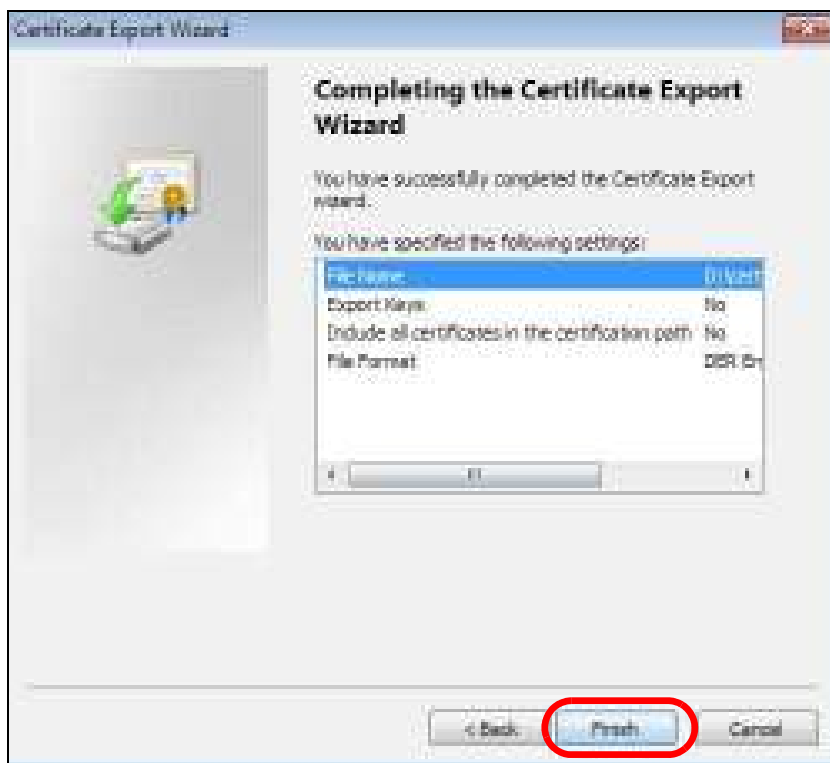 Certificate Export Wizard
Completing the Certificate Export
Wizard
You have successfully completed the Certificate Export
wizard.
You have specified the following settings:
File Name
Export Keys No
Include all certificates in the certification path No
File Format DER
< Back Finish Cancel